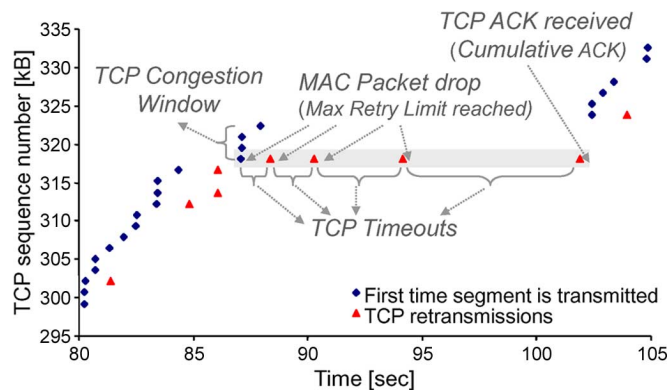 TCP sequence number [kB]
335
330
325
320
315
310
305
300
295
80
85
90
95
100
105
Time [sec]
TCP Congestion
Window
MAC Packet drop
(Max Retry Limit reached)
TCP ACK received
(Cumulative ACK)
TCP Timeouts
First time segment is transmitted
TCP retransmissions